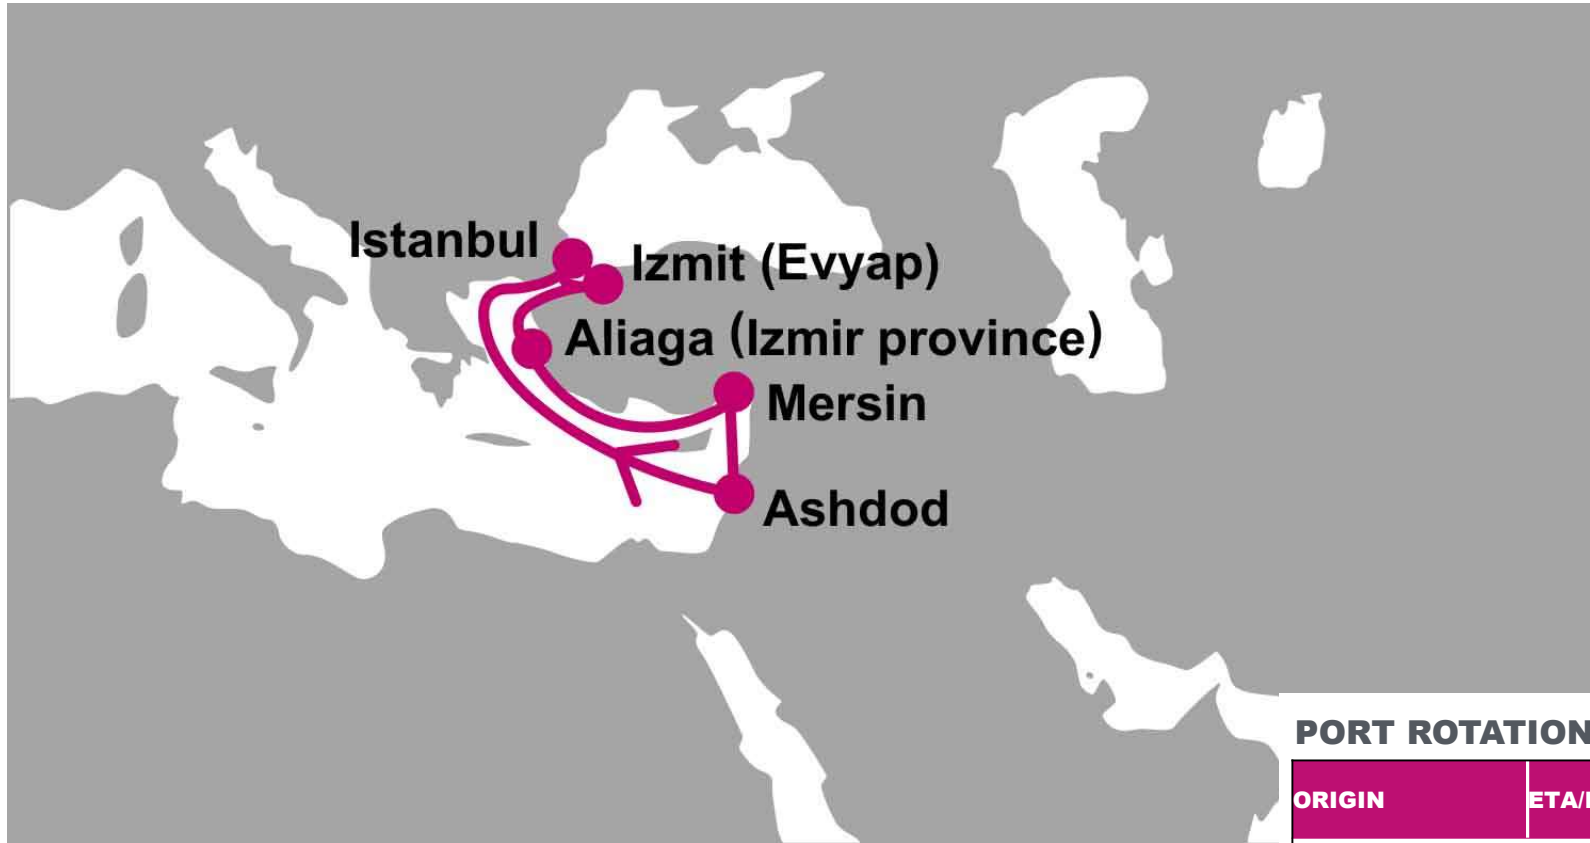 Istanbul
Izmit (Evyap)
Aliaga (Izmir province)
Mersin
Ashdod
PORT ROTATION
ORIGIN